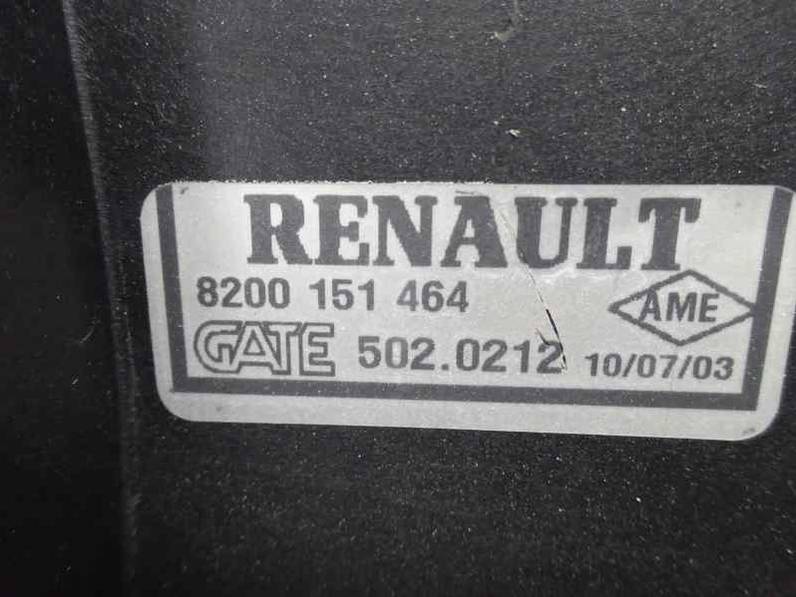 RENAULT
8200 151 464
AME
GATE 502.0212 10/07/03